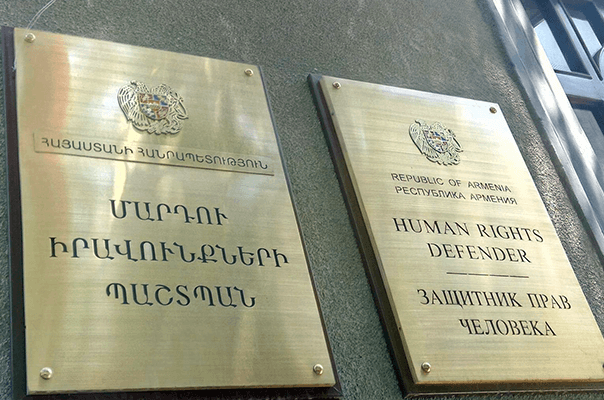 ՀԱՅԱՍՏԱՆԻ ՀԱՆՐԱՊԵՏՈՒԹՅՈՒՆ
ՄԱՐԴՈՒ
ԻՐԱՎՈՒՆՔՆԵՐԻ
ՊԱՇՏՊԱՆ
REPUBLIC OF ARMENIA
РЕСПУБЛИКА АРМЕНИЯ
HUMAN RIGHTS
DEFENDER
ЗАЩИТНИК ПРАВ
ЧЕЛОВЕКА